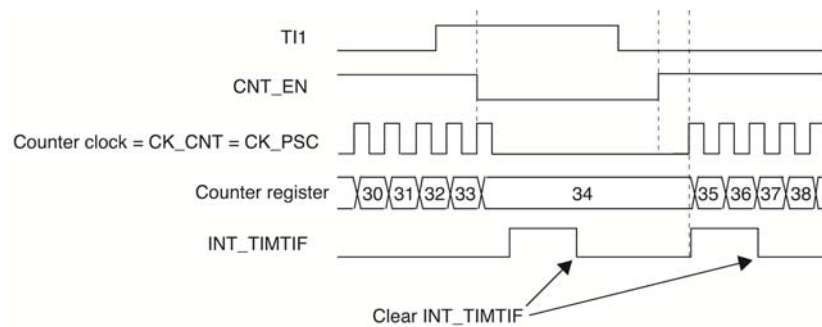 TI1
CNT_EN
Counter clock = CK_CNT = CK_PSC
Counter register 30 31 32 33 34 35 36 37 38
INT_TIMTIF
Clear INT_TIMTIF